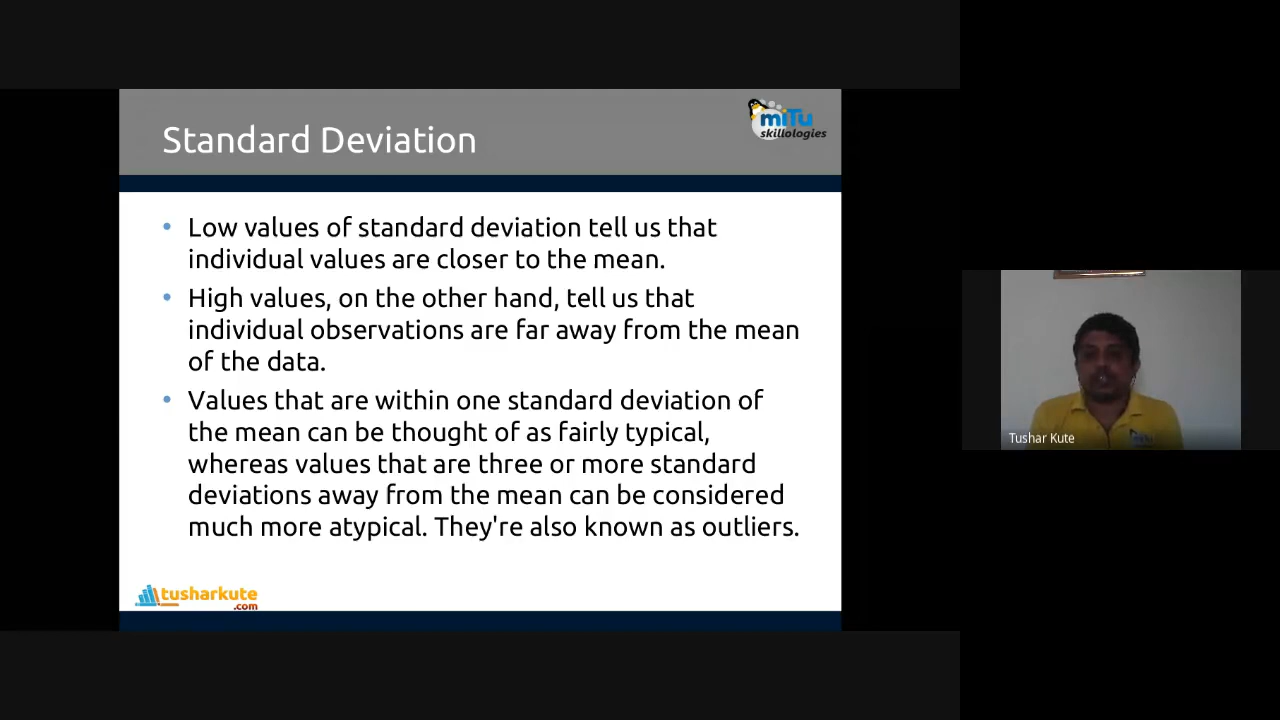 Standard Deviation
miTu
skillologies
• Low values of standard deviation tell us that
individual values are closer to the mean.
• High values, on the other hand, tell us that
individual observations are far away from the mean
of the data.
• Values that are within one standard deviation of
the mean can be thought of as fairly typical,
whereas values that are three or more standard
deviations away from the mean can be considered
much more atypical. They're also known as outliers.
tusharkute
.com
Tushar Kute